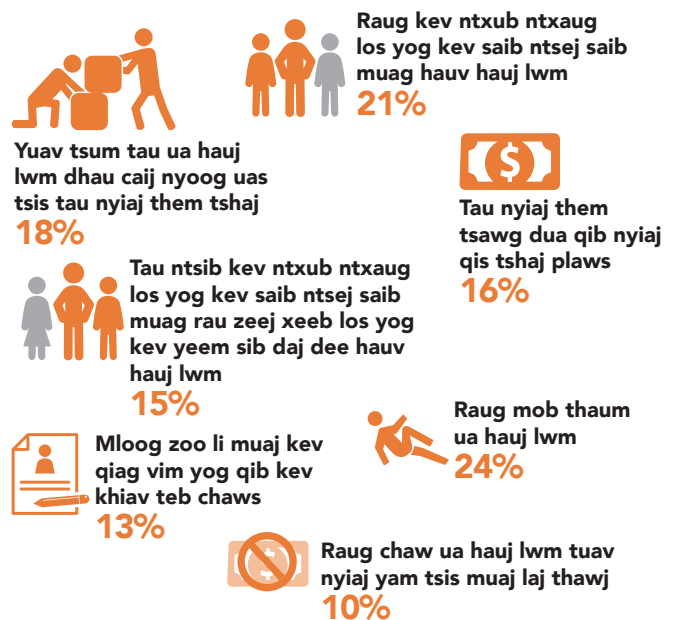 Raug kev ntxub ntxaug
los yog kev saib ntsej saib
muag hauv hauj lwm
21%
Yuav tsum tau ua hauj
lwm dhau caij nyoog uas
tsis tau nyiaj them tshaj
18%
Tau nyiaj them
tsawg dua qib nyiaj
qis tshaj plaws
16%
Tau ntsib kev ntxub ntxaug
los yog kev saib ntsej saib
muag rau zeej xeeb los yog
kev yeem sib daj dee hauv
hauj lwm
15%
Raug mob thaum
ua hauj lwm
24%
Mloog zoo li muaj kev
qiag vim yog qib kev
khiav teb chaws
13%
Raug chaw ua hauj lwm tuav
nyiaj yam tsis muaj laj thawj
10%